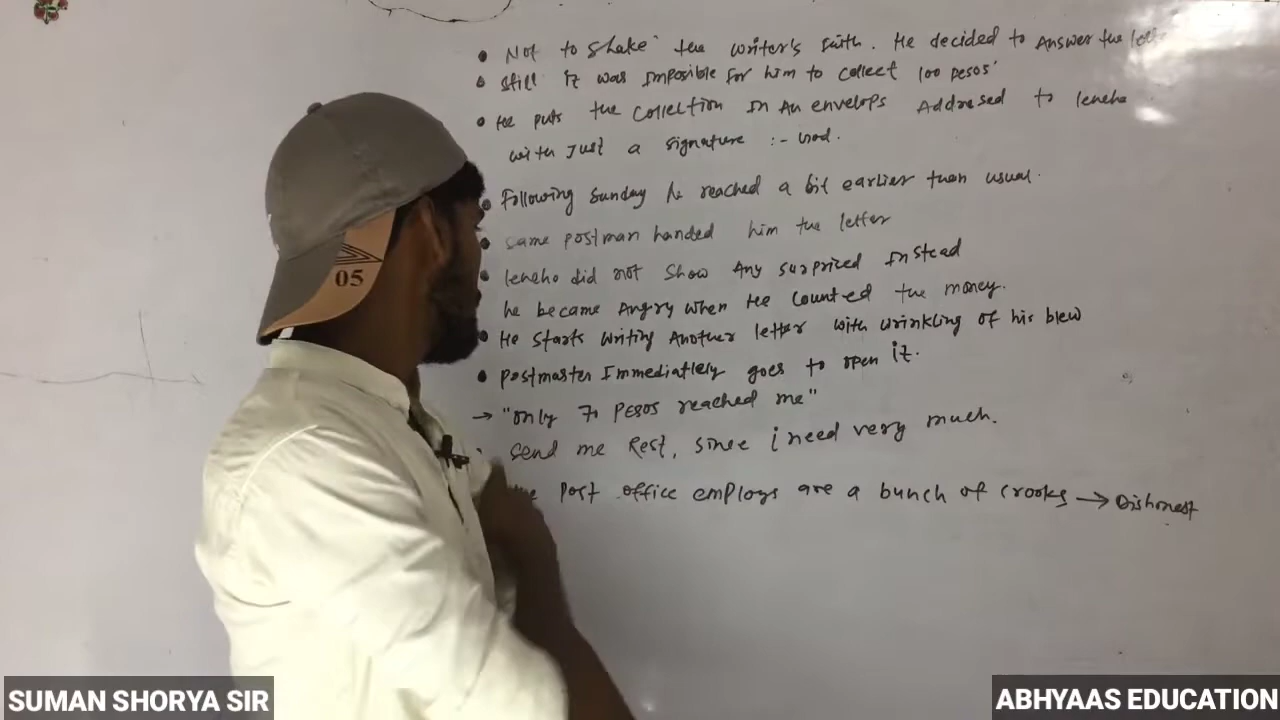 • Not to shake the writer's faith. He decided to Answer the
• still it was imposible for him to collect 100 pesos'
• He puts the collection in An envelops Addresed to lencho
with just a signature :- God.
• Following sunday he reached a bit earlier than usual.
• same postman handed him the letter
• lencho did not show Any surprised instead
he became Angry when He counted the money.
• He starts writing Another letter with wrinkling of his blew
• postmaster Immediatlely goes to open it.
→ "only 70 pesos reached me"
send me Rest, since i need very much.
post office employs are a bunch of crooks → Dishonest
05
SUMAN SHORYA SIR
ABHYAAS EDUCATION